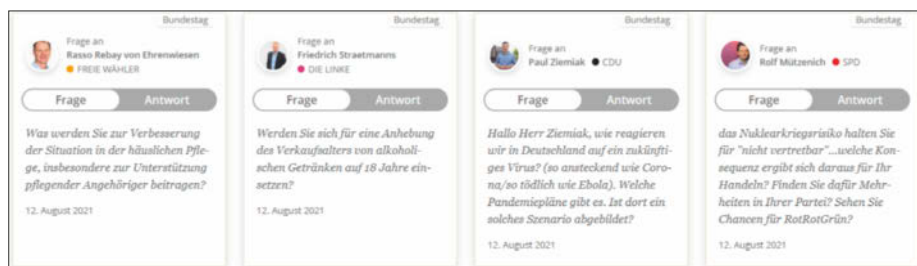 Bundestag
Frage an
Rasso Rebay von Ehrenwiesen
FREIE WÄHLER
Frage
Antwort
Was werden Sie zur Verbesserung
der Situation in der häuslichen Pfle-
ge, insbesondere zur Unterstützung
pflegender Angehöriger beitragen?
12. August 2021
Bundestag
Frage an
Friedrich Straetmanns
DIE LINKE
Frage
Antwort
Werden Sie sich für eine Anhebung
des Verkaufsalters von alkoholi-
schen Getränken auf 18 Jahre ein-
setzen?
12. August 2021
Bundestag
Frage an
Paul Ziemiak CDU
Frage
Antwort
Hallo Herr Ziemiak, wie reagieren
wir in Deutschland auf ein zukünfti-
ges Virus? (so ansteckend wie Coro-
na/so tödlich wie Ebola). Welche
Pandemiepläne gibt es. Ist dort ein
solches Szenario abgebildet?
12. August 2021
Bundestag
Frage an
Rolf Mützenich SPD
Frage
Antwort
das Nuklearkriegsrisiko halten Sie
für "nicht vertretbar"...welche Kon-
sequenz ergibt sich daraus für Ihr
Handeln? Finden Sie dafür Mehr-
heiten in Ihrer Partei? Sehen Sie
Chancen für RotRotGrün?
12. August 2021